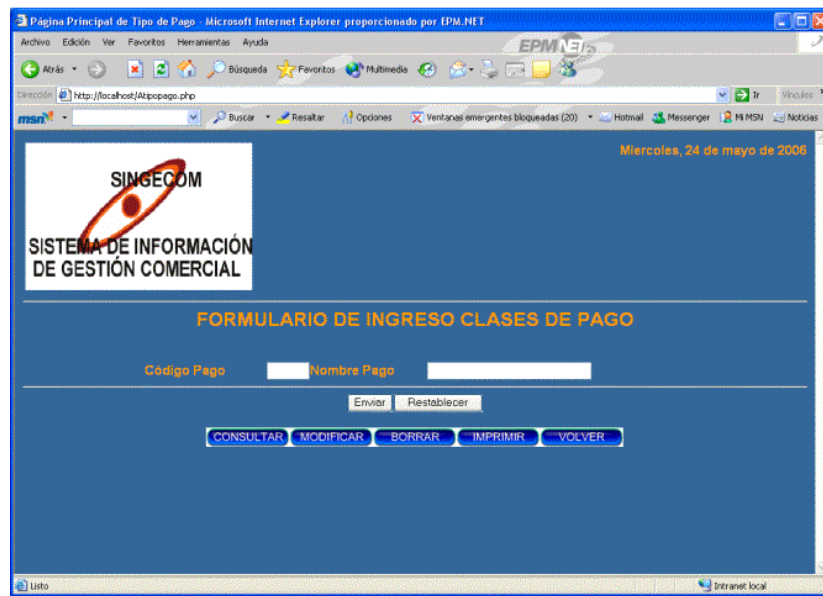 Página Principal de Tipo de Pago - Microsoft Internet Explorer proporcionado por EPM.NET
Archivo Edición Ver Favoritos Herramientas Ayuda
EPMNET
Atrás Búsqueda Favoritos Multimedia
Dirección http://localhost/Atipopago.php Ir Vínculos
msn Buscar Resaltar Opciones Ventanas emergentes bloqueadas (20) Hotmail Messenger Mi MSN Noticias
Miercoles, 24 de mayo de 2006
SINGECOM
SISTEMA DE INFORMACIÓN
DE GESTIÓN COMERCIAL
FORMULARIO DE INGRESO CLASES DE PAGO
Código Pago Nombre Pago
Enviar Restablecer
CONSULTAR MODIFICAR BORRAR IMPRIMIR VOLVER
Listo Intranet local